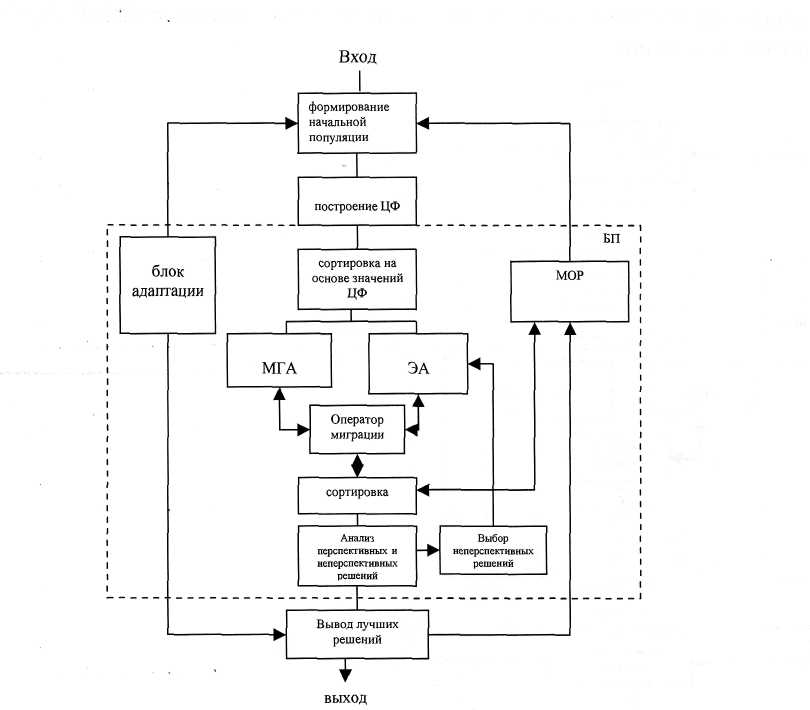 Вход
формирование
начальной
популяции
построение ЦФ
БП
блок
адаптации
сортировка на
основе значений
ЦФ
МОР
МГА
ЭА
Оператор
миграции
сортировка
Анализ
перспективных и
неперспективных
решений
Выбор
неперспективных
решений
Вывод лучших
решений
выход